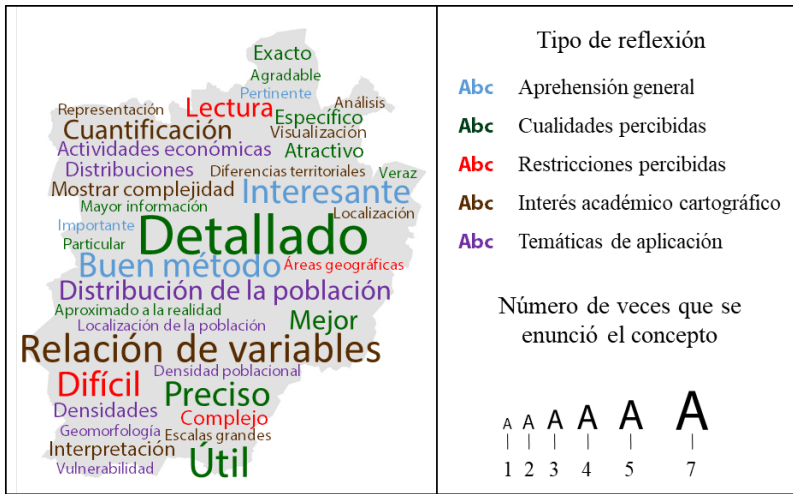 Exacto
Agradable
Pertinente
Representación
Lectura
Análisis
Específico
Cuantificación
Visualización
Actividades económicas
Atractivo
Distribuciones
Diferencias territoriales
Veraz
Mostrar complejidad
Interesante
Mayor información
Localización
Importante
Detallado
Particular
Buen método
Áreas geográficas
Distribución de la población
Aproximado a la realidad
Mejor
Localización de la población
Relación de variables
Densidad poblacional
Difícil
Preciso
Densidades
Complejo
Geomorfología
Escalas grandes
Interpretación
Útil
Vulnerabilidad
Tipo de reflexión
Abc Aprehensión general
Abc Cualidades percibidas
Abc Restricciones percibidas
Abc Interés académico cartográfico
Abc Temáticas de aplicación
Número de veces que se
enunció el concepto
A A A A A A
1 2 3 4 5 7